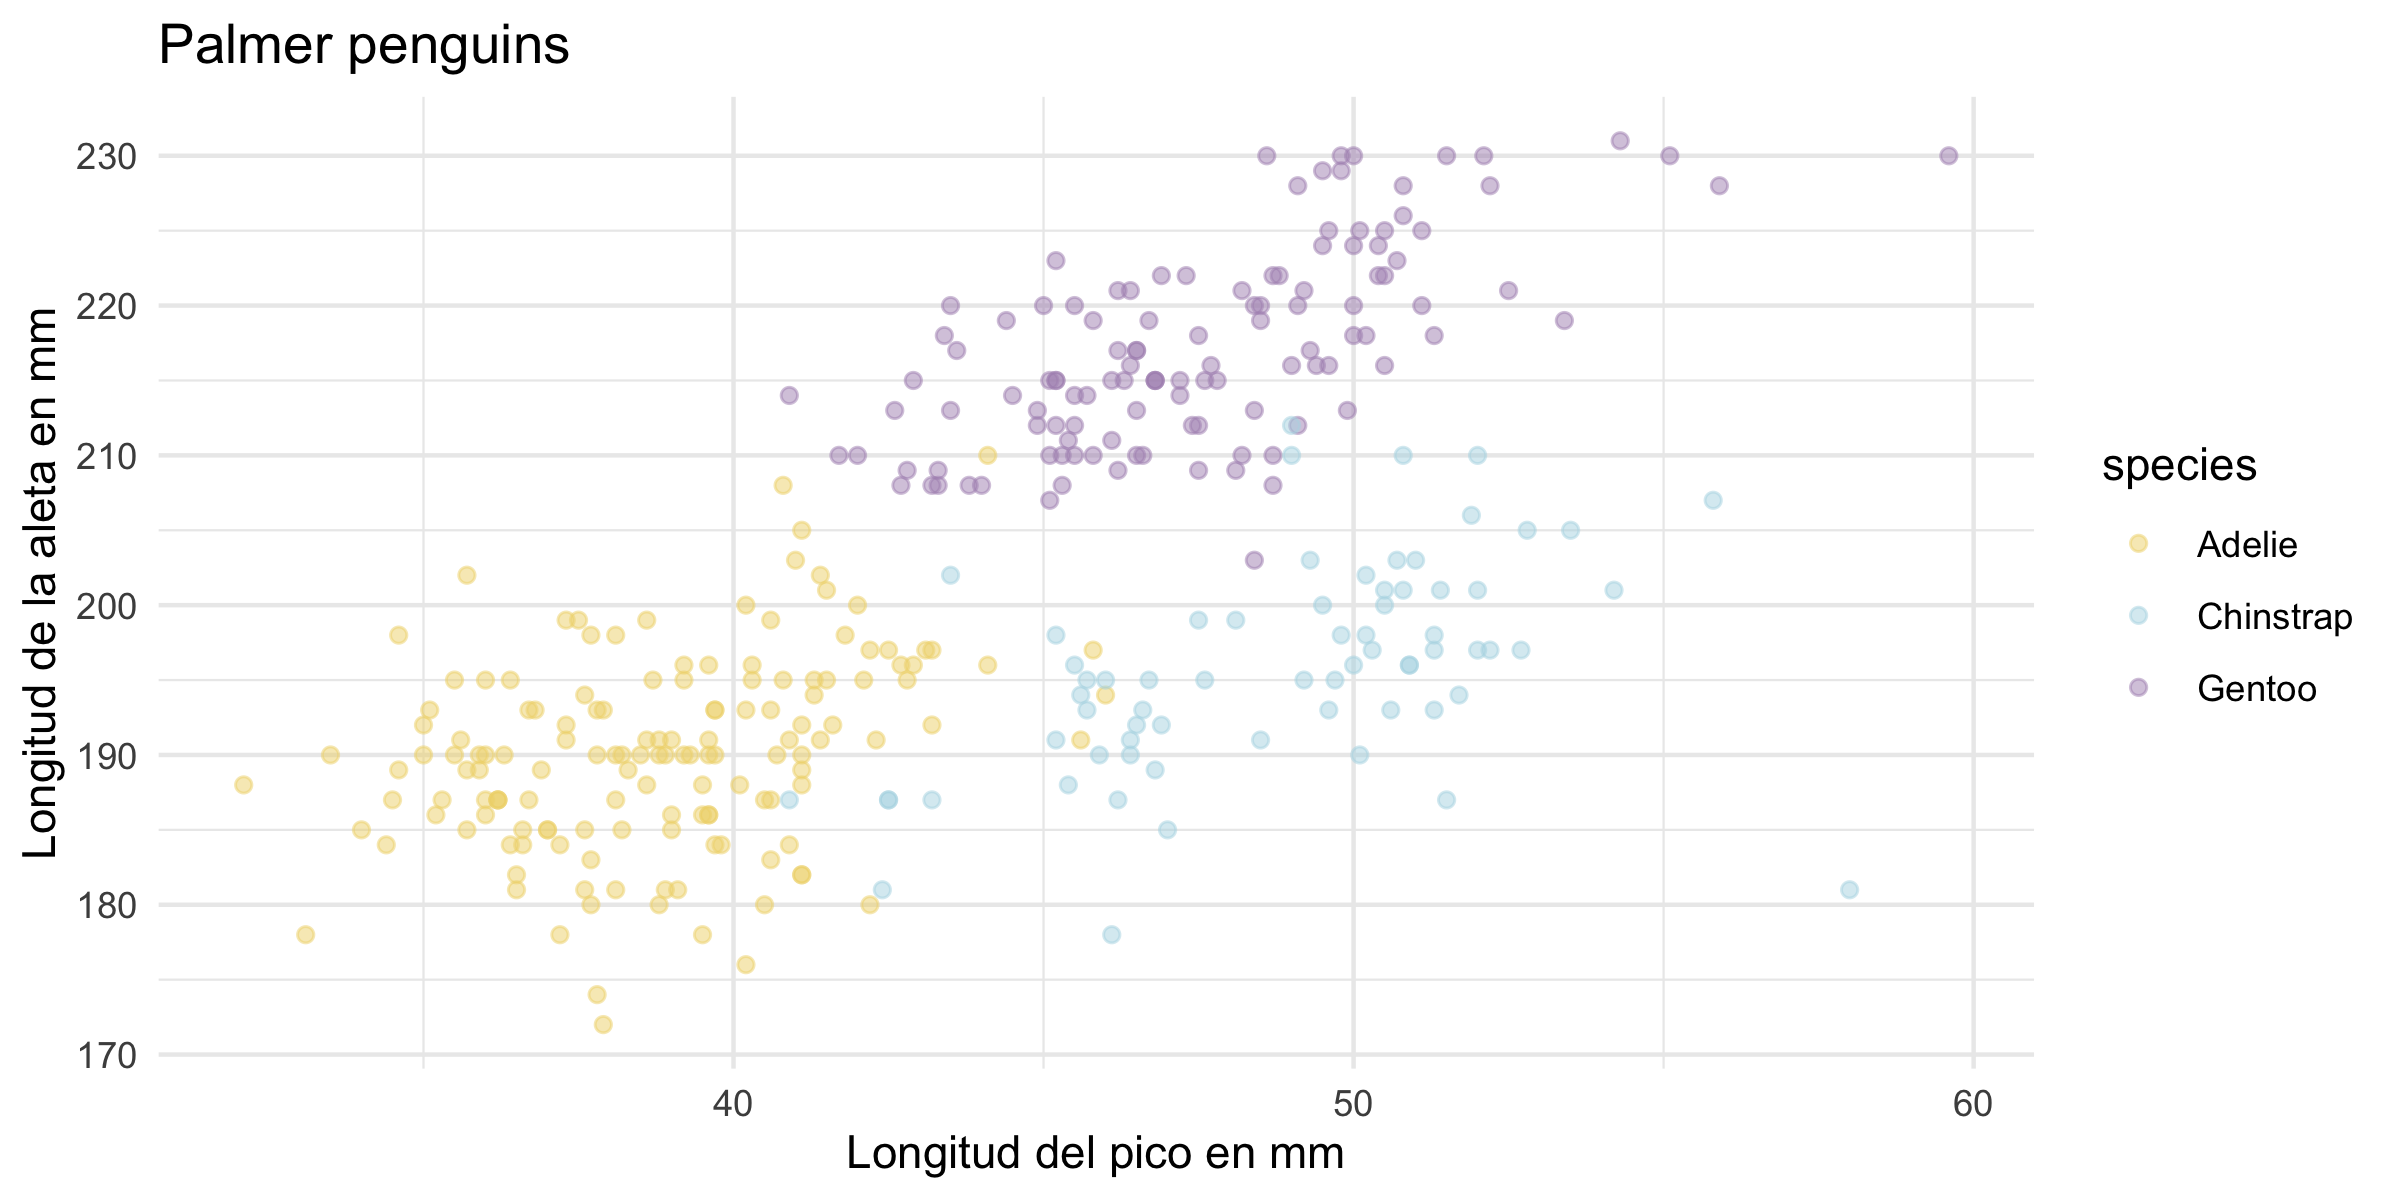 Palmer penguins
Longitud de la aleta en mm
230
220
210
200
190
180
170
40
50
60
Longitud del pico en mm
species
Adelie
Chinstrap
Gentoo